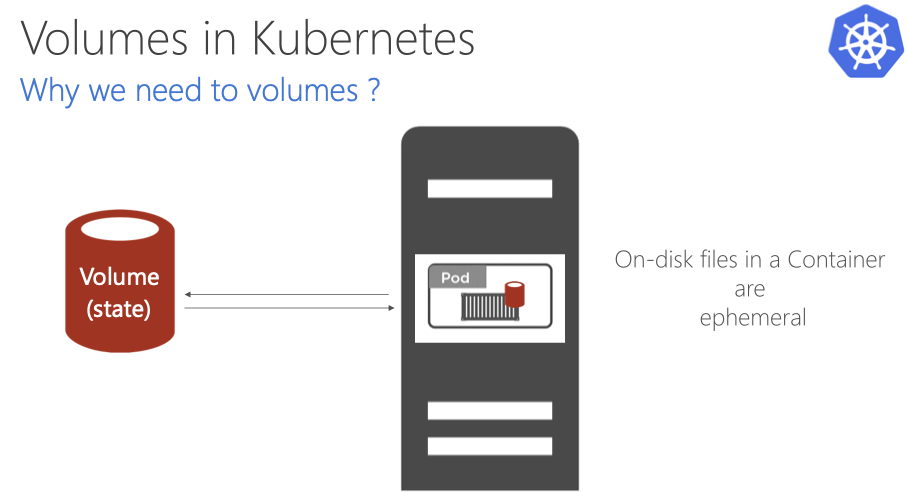 Volumes in Kubernetes
Why we need to volumes ?
Volume
(state)
Pod
On-disk files in a Container
are
ephemeral